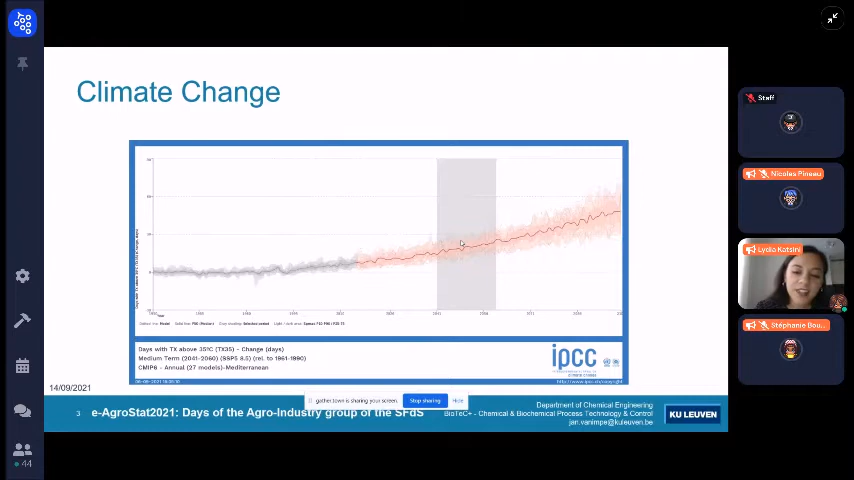 Climate Change
Days with TX above 35ºC (TX35) - Change (days)
Medium Term (2041-2060) (SSP5 8.5) (rel. to 1961-1990)
CMIP6 - Annual (27 models)-Mediterranean
ipcc
14/09/2021
3
e-AgroStat2021: Days of the Agro-Industry group of the SFdS
gather.town is sharing your screen.
Stop sharing
Hide
Department of Chemical Engineering
BioTeC+ - Chemical & Biochemical Process Technology & Control
jan.vanimpe@kuleuven.be
KU LEUVEN
Staff
Nicolas Pineau
Lydia Katsini
Stéphanie Bou...
44